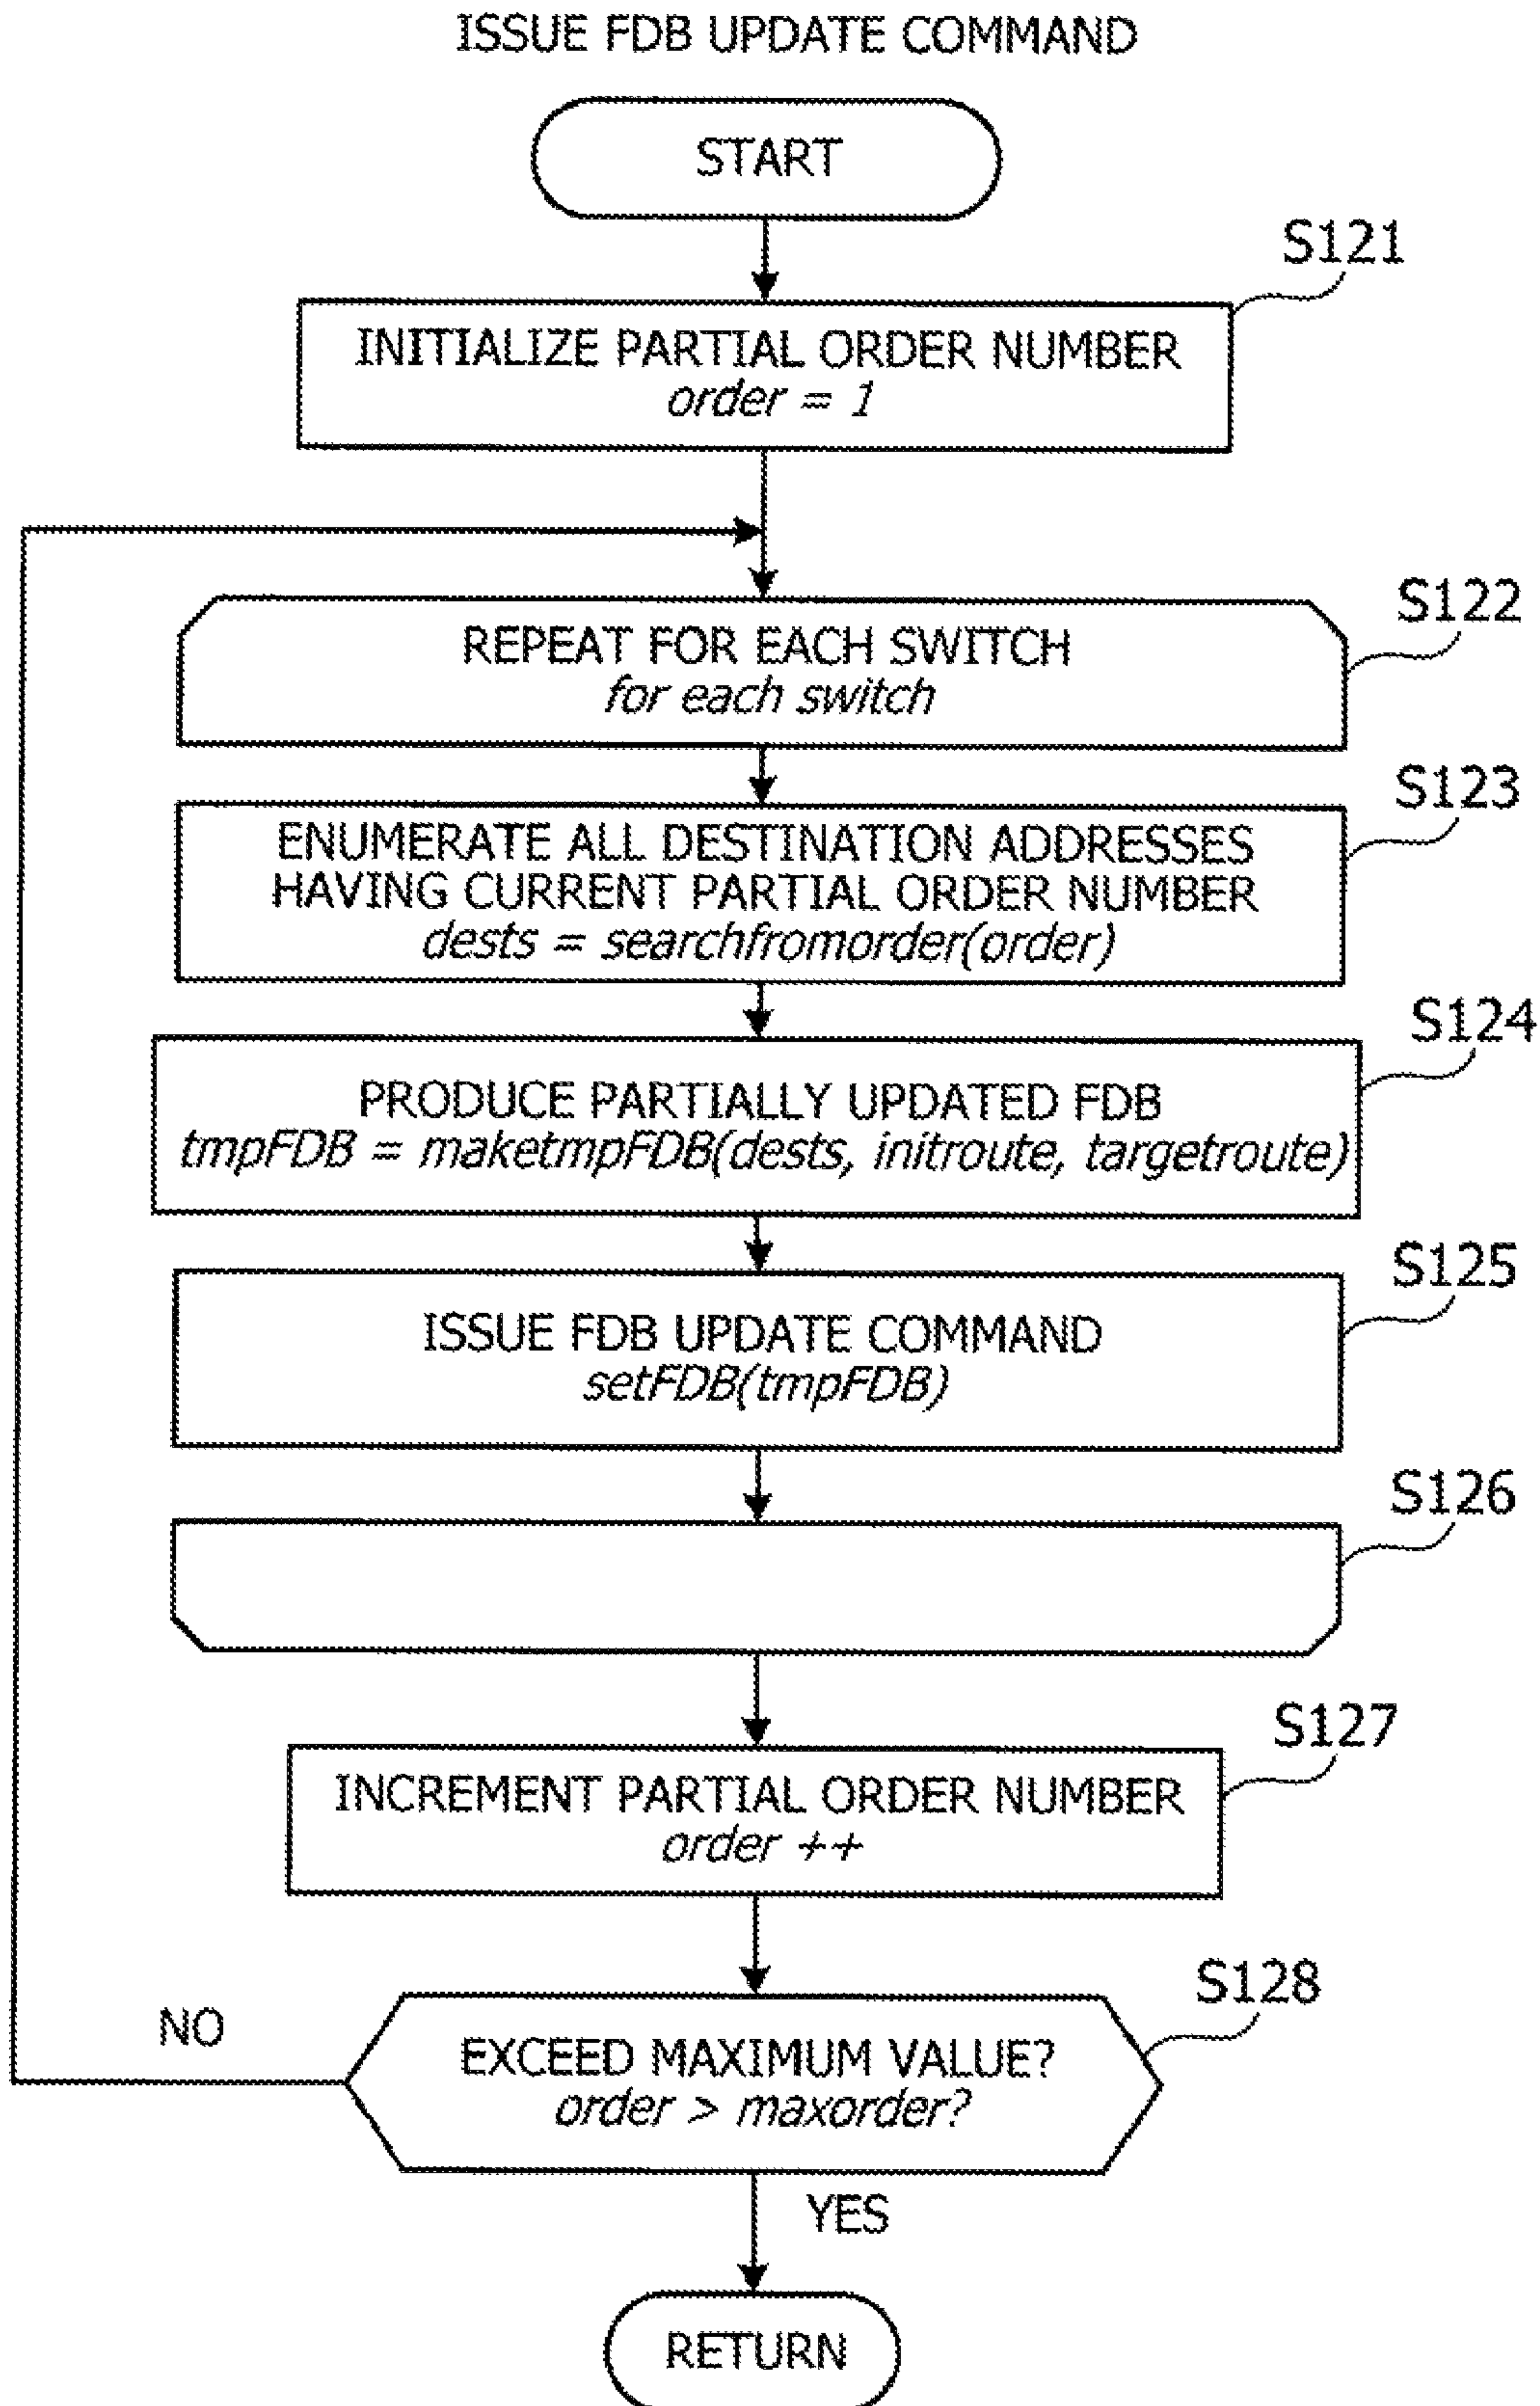 ISSUE FDB UPDATE COMMAND
START
S121
INITIALIZE PARTIAL ORDER NUMBER
order = 1
S122
REPEAT FOR EACH SWITCH
for each switch
S123
ENUMERATE ALL DESTINATION ADDRESSES
HAVING CURRENT PARTIAL ORDER NUMBER
dests = searchfromorder(order)
S124
PRODUCE PARTIALLY UPDATED FDB
tmpFDB = maketmpFDB(dests, initroute, targetroute)
S125
ISSUE FDB UPDATE COMMAND
setFDB(tmpFDB)
S126
S127
INCREMENT PARTIAL ORDER NUMBER
order ++
S128
NO
EXCEED MAXIMUM VALUE?
order > maxorder?
YES
RETURN